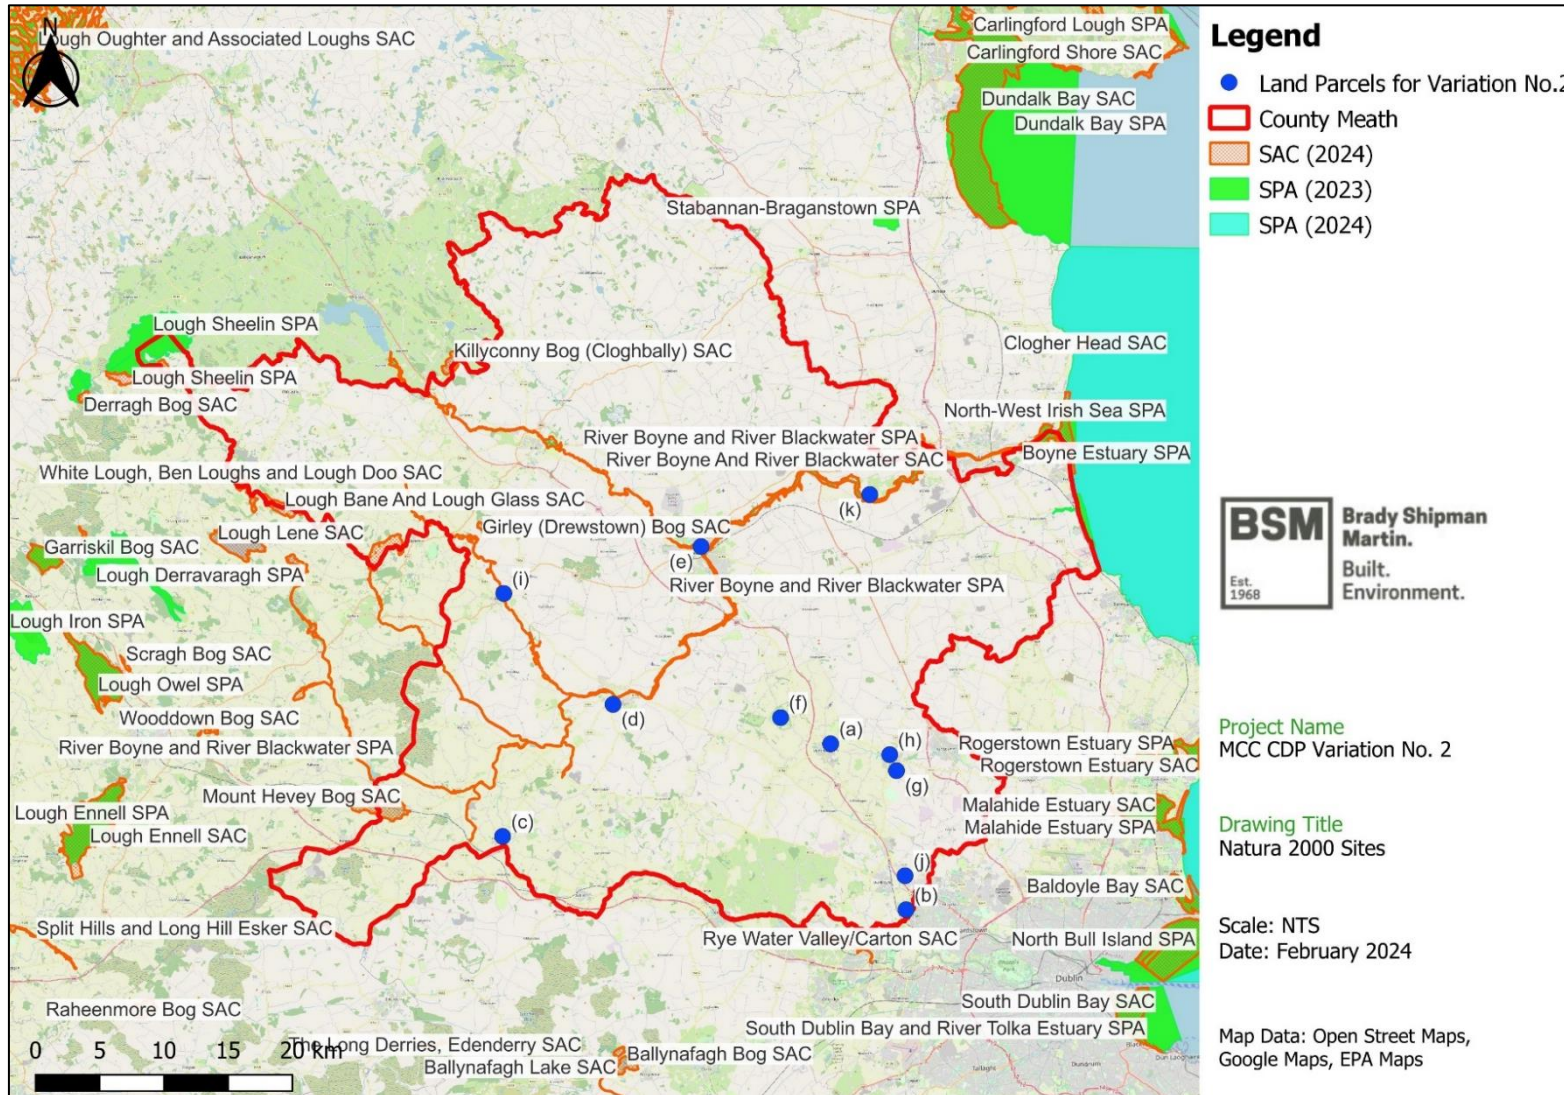 N
Lough Oughter and Associated Loughs SAC
Carlingford Lough SPA
Carlingford Shore SAC
Dundalk Bay SAC
Dundalk Bay SPA
Stabannan-Braganstown SPA
Lough Sheelin SPA
Clogher Head SAC
Killyconny Bog (Cloghbally) SAC
Lough Sheelin SPA
Derragh Bog SAC
North-West Irish Sea SPA
River Boyne and River Blackwater SPA
Boyne Estuary SPA
River Boyne And River Blackwater SAC
White Lough, Ben Loughs and Lough Doo SAC
Lough Bane And Lough Glass SAC
(k)
Girley (Drewstown) Bog SAC
Lough Lene SAC
Garriskil Bog SAC
(e)
Lough Derravaragh SPA
(i)
River Boyne and River Blackwater SPA
Lough Iron SPA
Scragh Bog SAC
Lough Owel SPA
(f)
Wooddown Bog SAC
(d)
(a)
(h)
River Boyne and River Blackwater SPA
Rogerstown Estuary SPA
Rogerstown Estuary SAC
(g)
Mount Hevey Bog SAC
Malahide Estuary SAC
Lough Ennell SPA
Malahide Estuary SPA
(c)
Lough Ennell SAC
(j)
Baldoyle Bay SAC
(b)
Split Hills and Long Hill Esker SAC
Rye Water Valley/Carton SAC
North Bull Island SPA
Dublin
South Dublin Bay SAC
Raheenmore Bog SAC
South Dublin Bay and River Tolka Estuary SPA
The Long Derries, Edenderry SAC
Ballynafagh Bog SAC
Ballynafagh Lake SAC
0 5 10 15 20 km
Legend
Land Parcels for Variation No.2
County Meath
SAC (2024)
SPA (2023)
SPA (2024)
BSM
Est.
1968
Brady Shipman
Martin.
Built.
Environment.
Project Name
MCC CDP Variation No. 2
Drawing Title
Natura 2000 Sites
Scale: NTS
Date: February 2024
Map Data: Open Street Maps,
Google Maps, EPA Maps